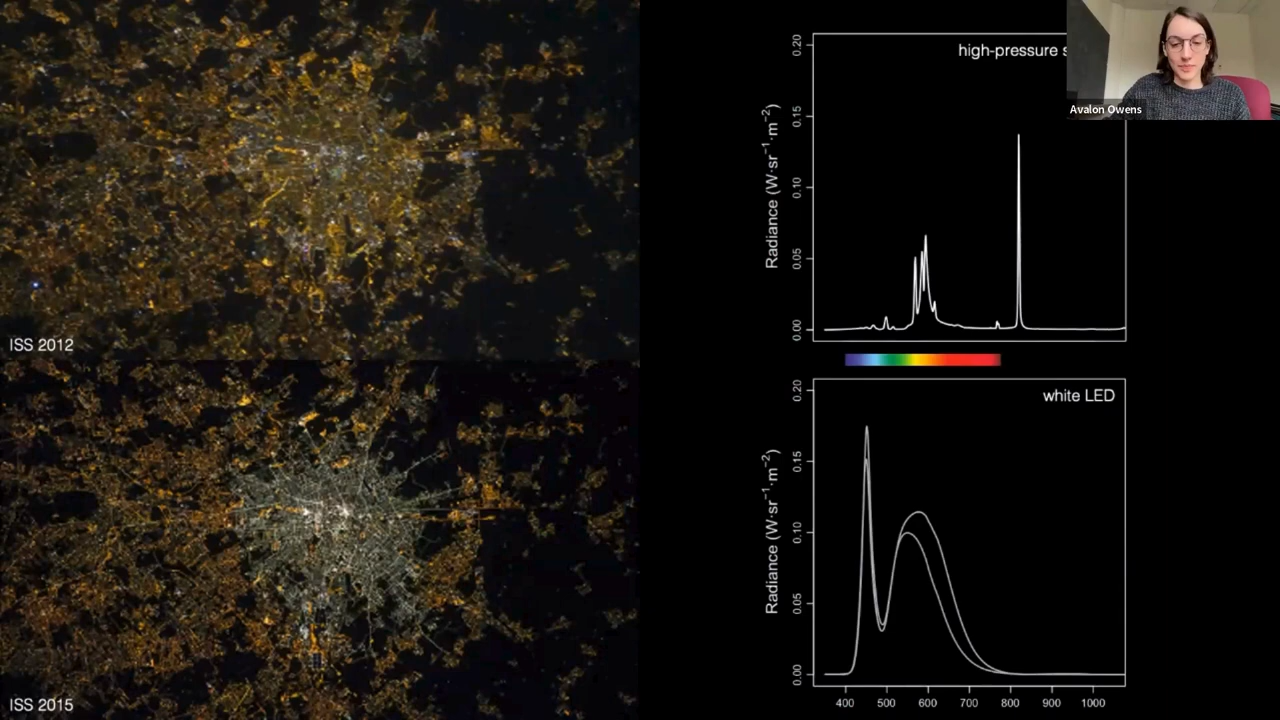 ISS 2012
ISS 2015
high-pressure
Avalon Owens
Radiance (W·sr⁻¹·m⁻²)
0.20
0.15
0.10
0.05
0.00
white LED
Radiance (W·sr⁻¹·m⁻²)
0.20
0.15
0.10
0.05
0.00
400 500 600 700 800 900 1000